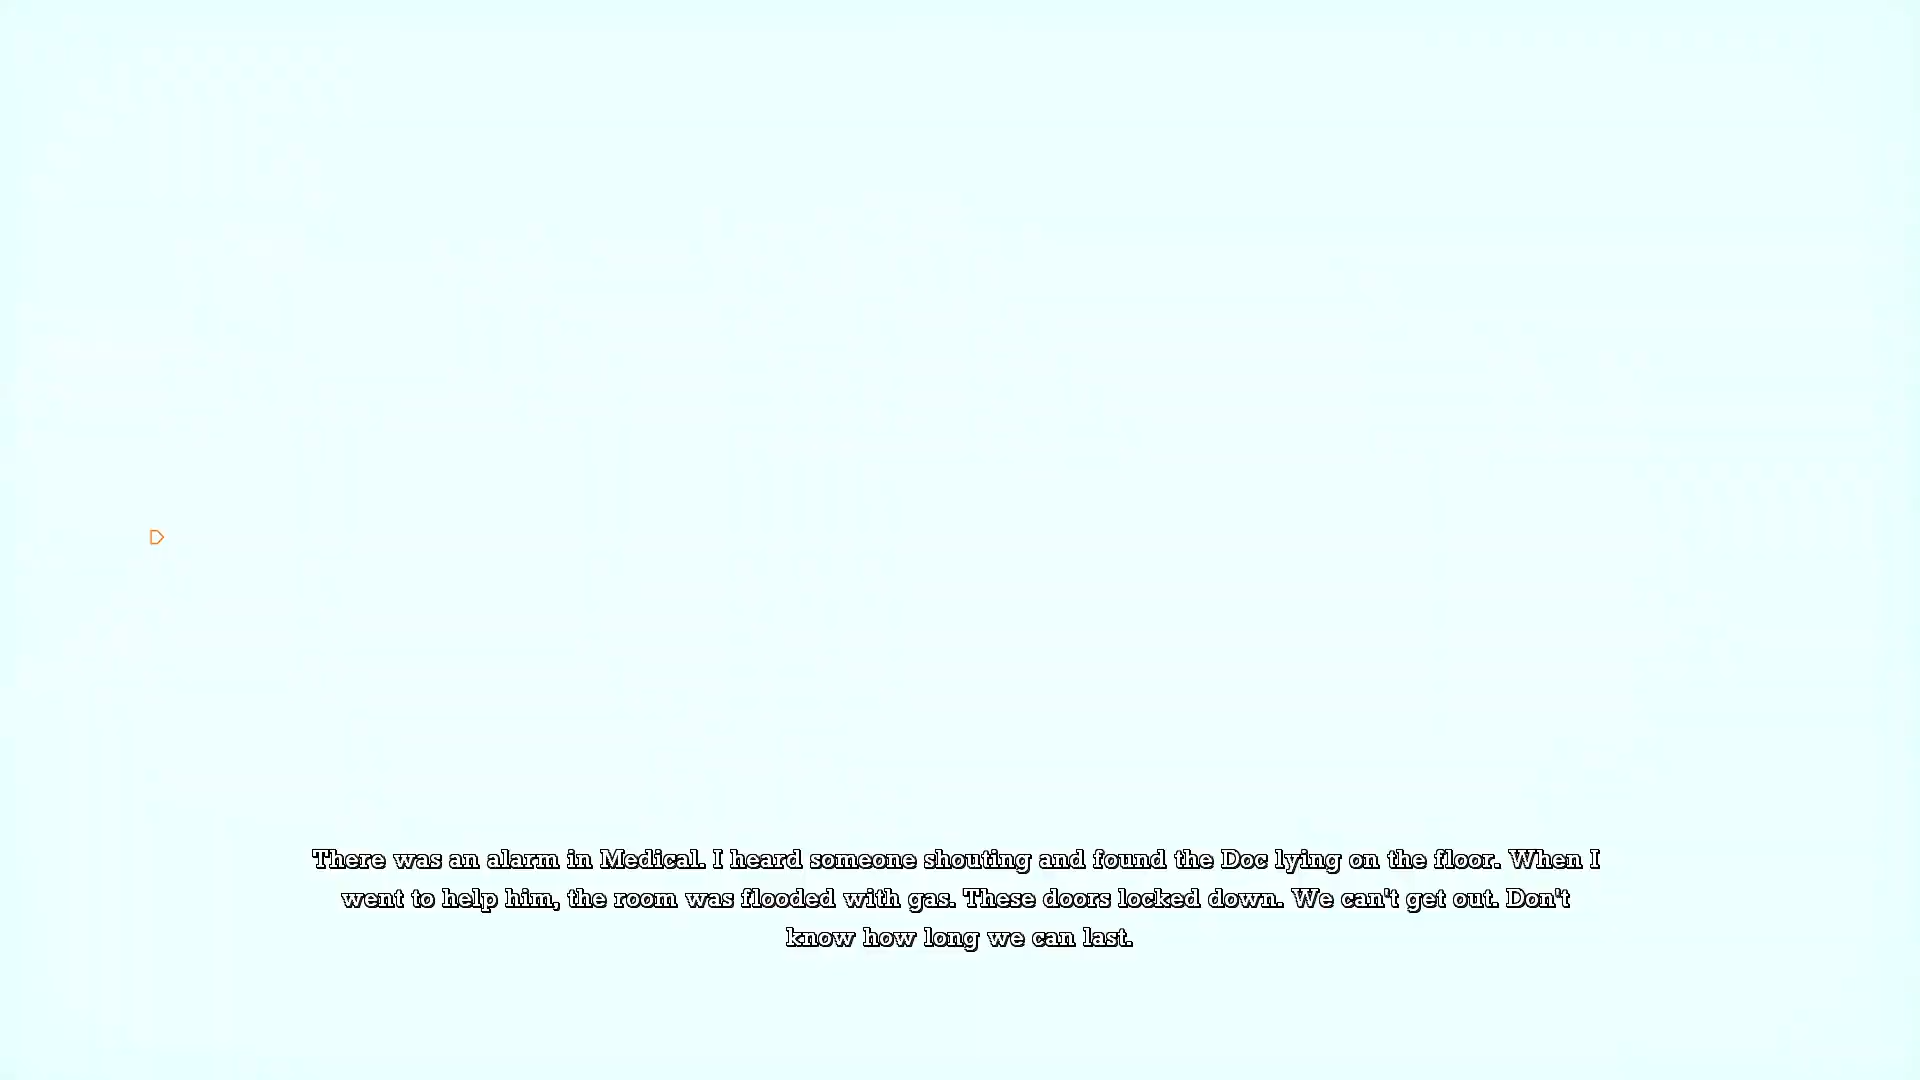 There was an alarm in Medical. I heard someone shouting and found the Doc lying on the floor. When I
went to help him, the room was flooded with gas. These doors locked down. We can't get out. Don't
know how long we can last.